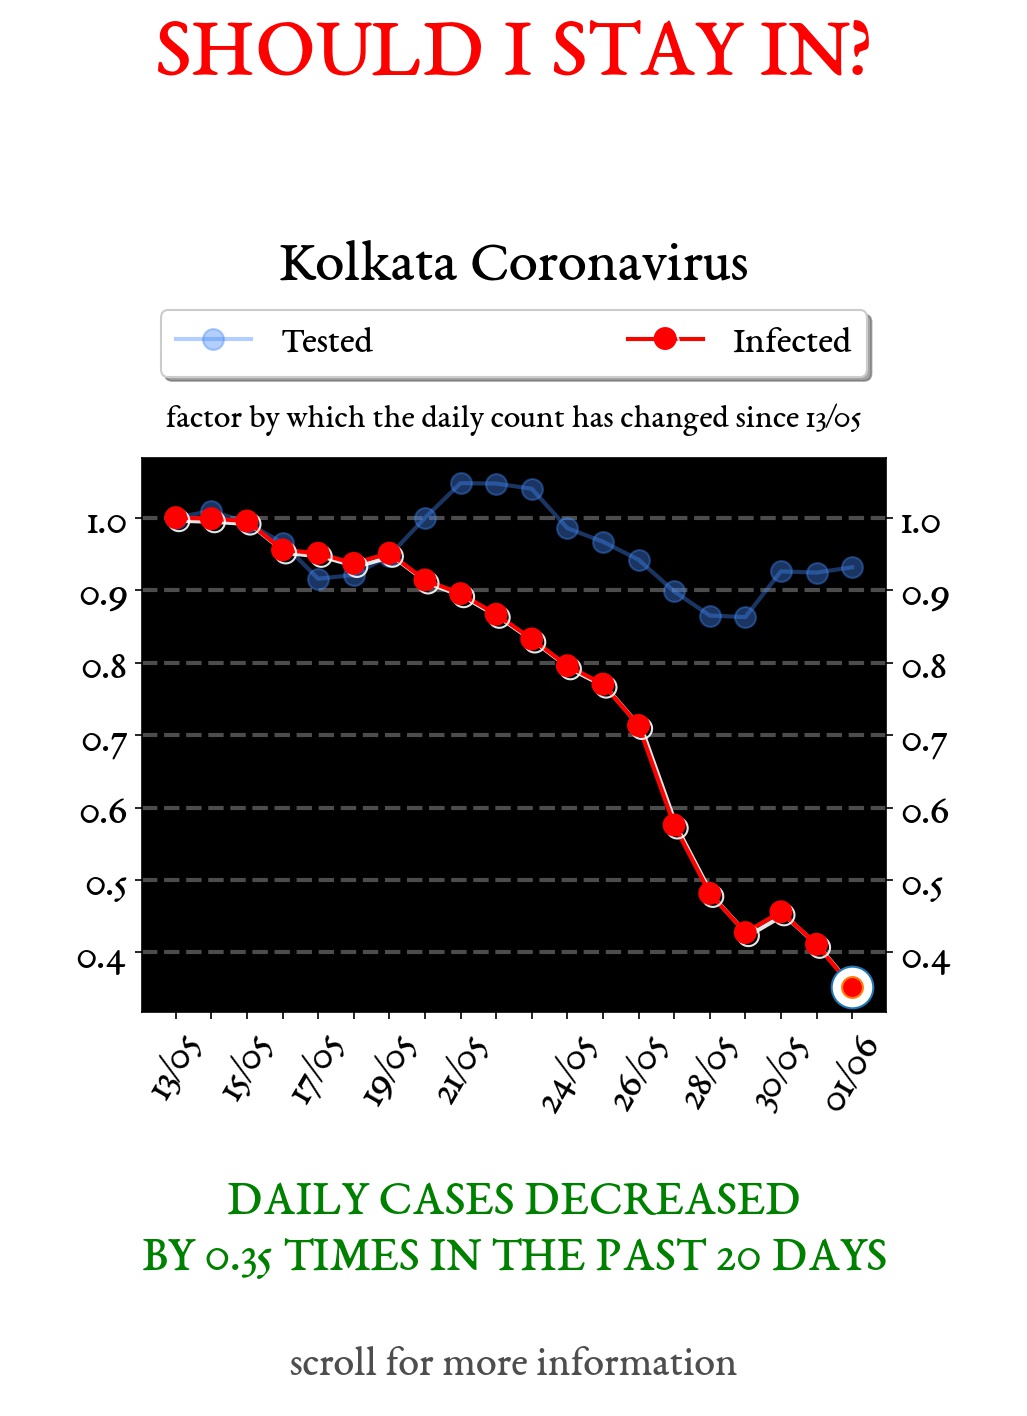 SHOULD I STAY IN?
Kolkata Coronavirus
Tested Infected
factor by which the daily count has changed since 13/05
1.0 1.0
0.9 0.9
0.8 0.8
0.7 0.7
0.6 0.6
0.5 0.5
0.4 0.4
13/05 15/05 17/05 19/05 21/05 24/05 26/05 28/05 30/05 01/06
DAILY CASES DECREASED
BY 0.35 TIMES IN THE PAST 20 DAYS
scroll for more information